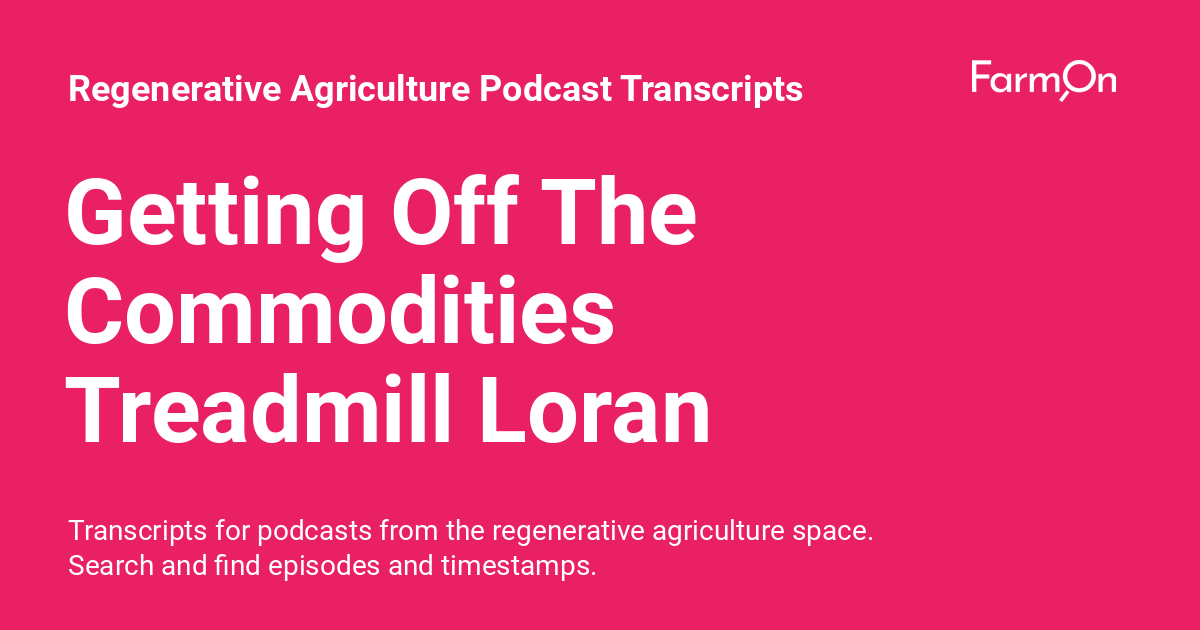 Regenerative Agriculture Podcast Transcripts
FarmOn
Getting Off The
Commodities
Treadmill Loran
Transcripts for podcasts from the regenerative agriculture space.
Search and find episodes and timestamps.